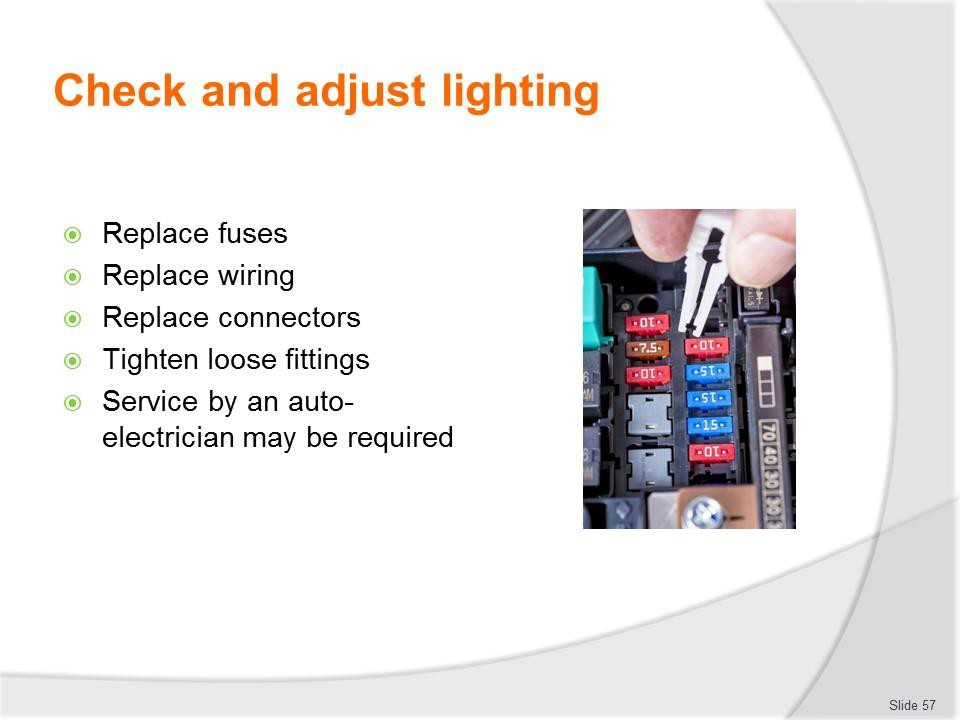 Check and adjust lighting
Replace fuses
Replace wiring
Replace connectors
Tighten loose fittings
Service by an auto-
electrician may be required
10
7.5
10
10
15
15
15
10
70
40
30
30
30
Slide 57